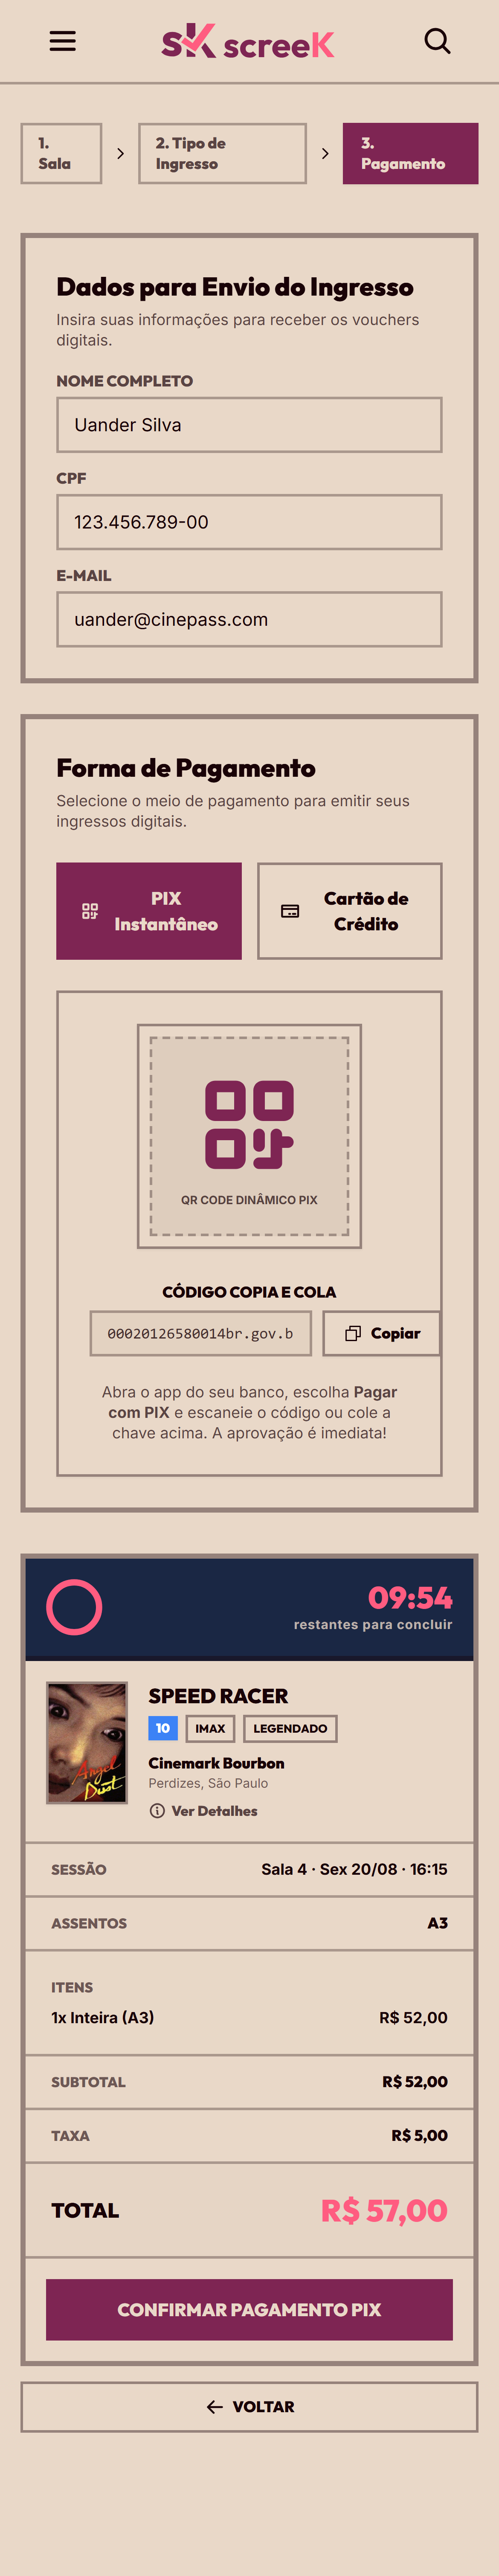 sK screeK
1.
Sala
2. Tipo de
Ingresso
3.
Pagamento
Dados para Envio do Ingresso
Insira suas informações para receber os vouchers
digitais.
NOME COMPLETO
Uander Silva
CPF
123.456.789-00
E-MAIL
uander@cinepass.com
Forma de Pagamento
Selecione o meio de pagamento para emitir seus
ingressos digitais.
PIX
Instantâneo
Cartão de
Crédito
QR CODE DINÂMICO PIX
CÓDIGO COPIA E COLA
00020126580014br.gov.b
Copiar
Abra o app do seu banco, escolha Pagar
com PIX e escaneie o código ou cole a
chave acima. A aprovação é imediata!
09:54
restantes para concluir
Angel
Dust
SPEED RACER
10 IMAX LEGENDADO
Cinemark Bourbon
Perdizes, São Paulo
Ver Detalhes
SESSÃO Sala 4 · Sex 20/08 · 16:15
ASSENTOS A3
ITENS
1x Inteira (A3) R$ 52,00
SUBTOTAL R$ 52,00
TAXA R$ 5,00
TOTAL R$ 57,00
CONFIRMAR PAGAMENTO PIX
VOLTAR